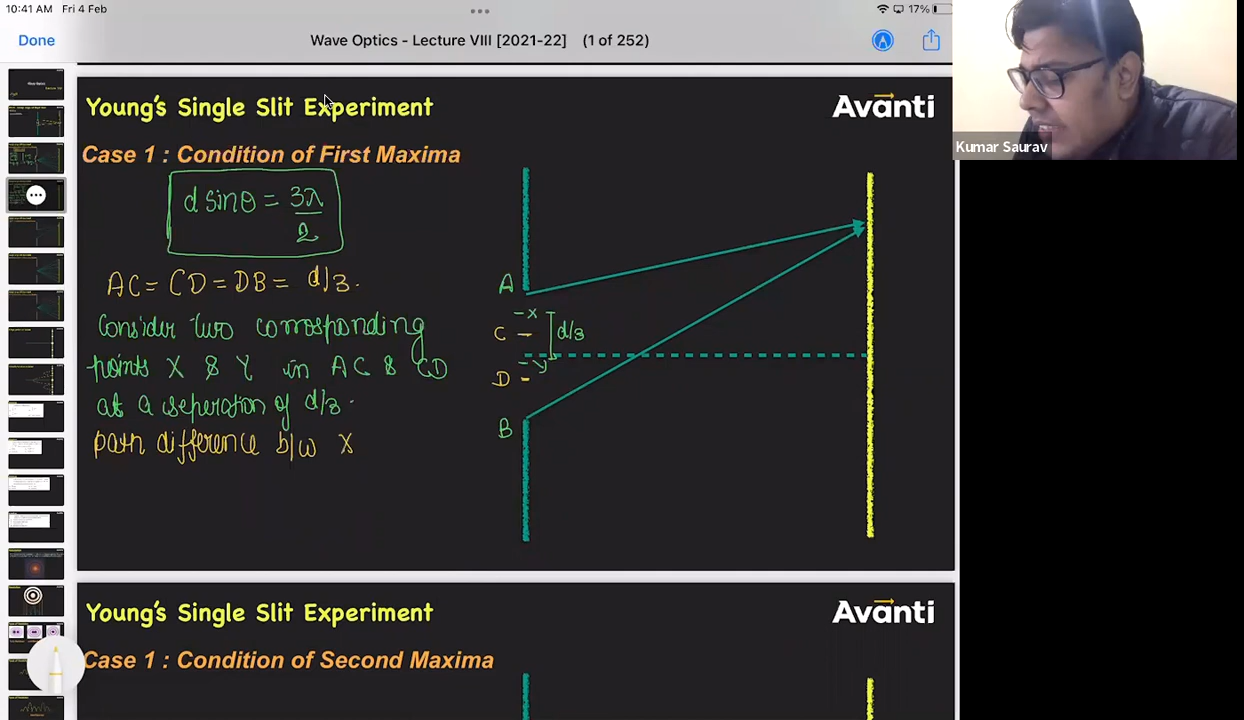 10:41 AM Fri 4 Feb
17%
Done
Wave Optics - Lecture VIII [2021-22] (1 of 252)
Young's Single Slit Experiment
Avanti
Kumar Saurav
Case 1 : Condition of First Maxima
d sinθ = 3λ/2
AC = CD = DB = d/3.
Consider two corrosponding
points X & Y in AC & CD
at a seperation of d/3.
path difference b/w X
A
-X
C -
d/3
-Y
D -
B
Young's Single Slit Experiment
Avanti
Case 1 : Condition of Second Maxima